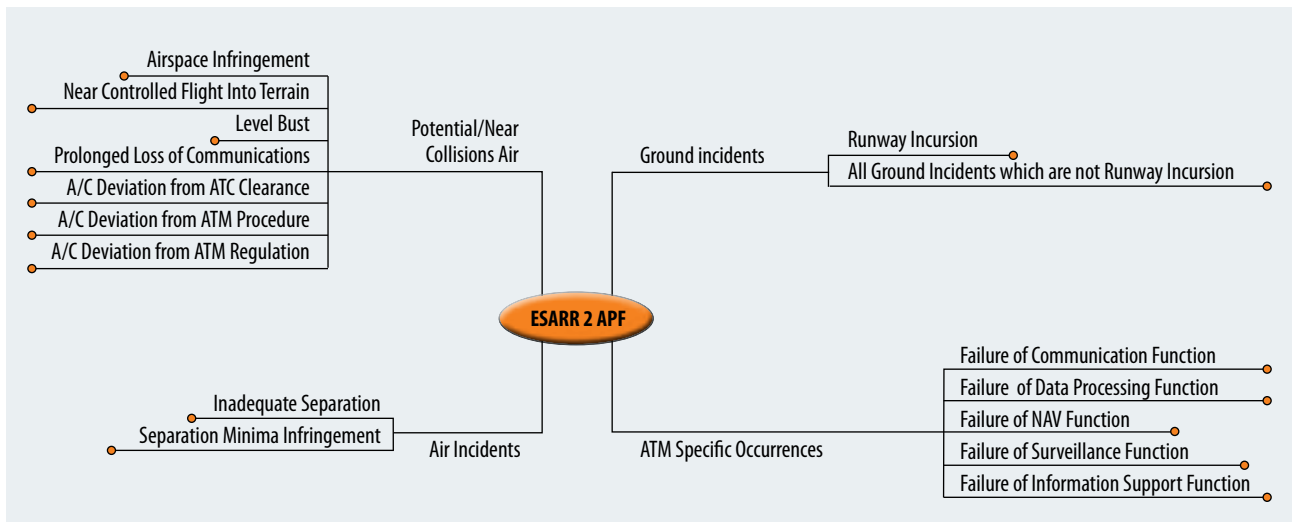 Airspace Infringement
Near Controlled Flight Into Terrain
Level Bust
Prolonged Loss of Communications
A/C Deviation from ATC Clearance
A/C Deviation from ATM Procedure
A/C Deviation from ATM Regulation
Potential/Near
Collisions Air
Ground incidents
Runway Incursion
All Ground Incidents which are not Runway Incursion
ESARR 2 APF
Inadequate Separation
Separation Minima Infringement
Air Incidents
ATM Specific Occurrences
Failure of Communication Function
Failure of Data Processing Function
Failure of NAV Function
Failure of Surveillance Function
Failure of Information Support Function